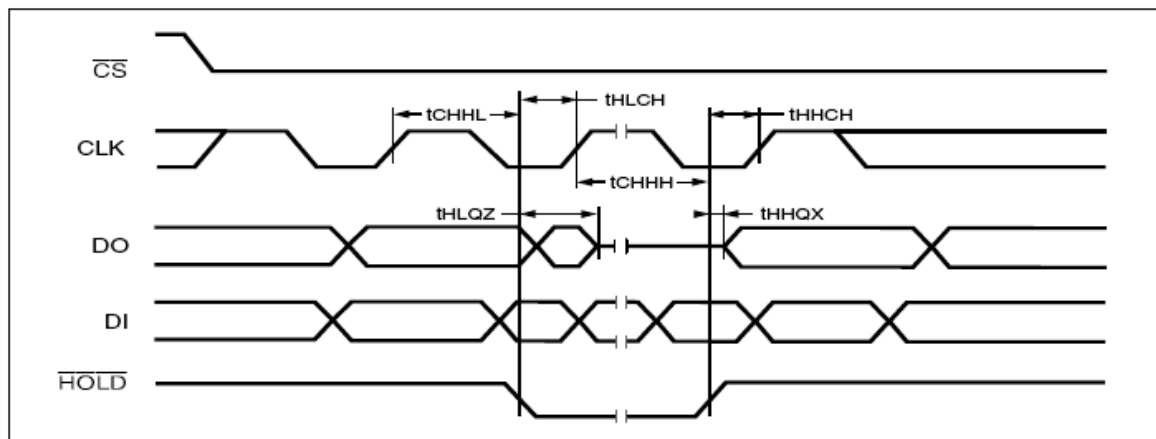 CS
tHLCH
tCHHL
tHHCH
CLK
tCHHH
tHLQZ
tHHQX
DO
DI
HOLD